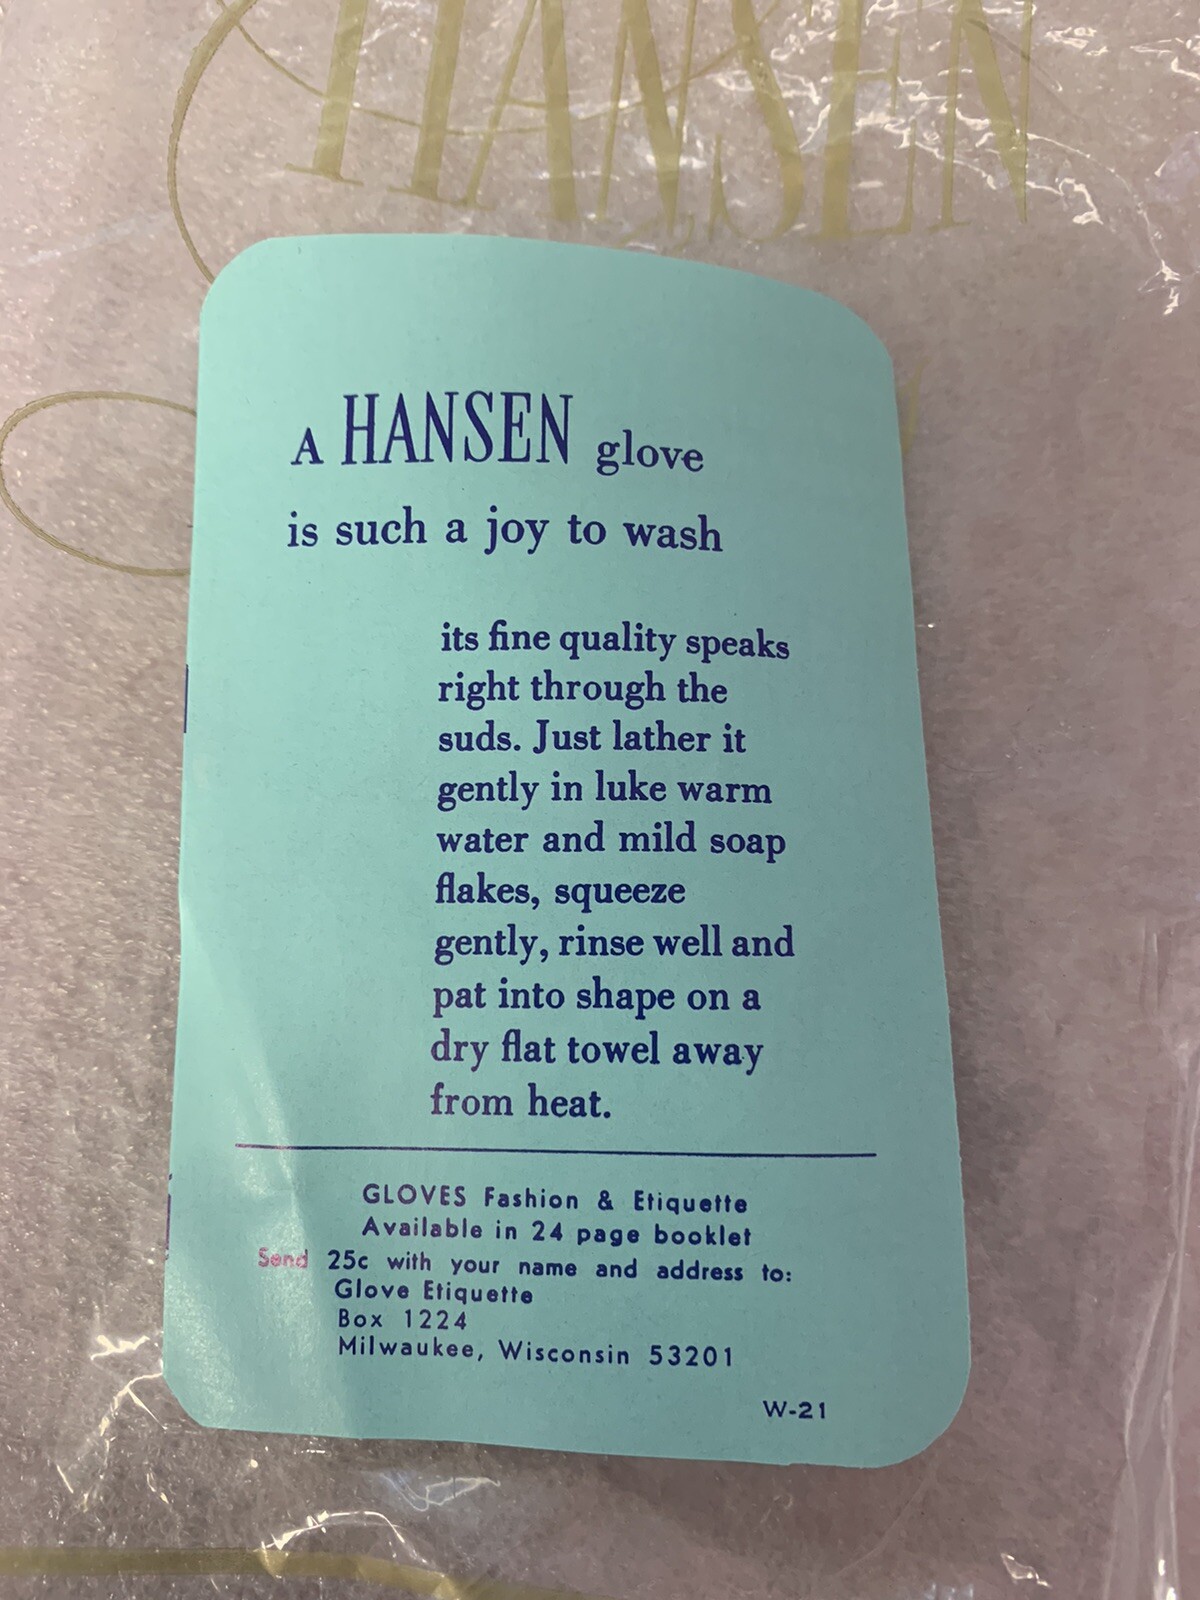 HANSEN
A HANSEN glove
is such a joy to wash
its fine quality speaks
right through the
suds. Just lather it
gently in luke warm
water and mild soap
flakes, squeeze
gently, rinse well and
pat into shape on a
dry flat towel away
from heat.
GLOVES Fashion & Etiquette
Available in 24 page booklet
Send 25c with your name and address to:
Glove Etiquette
Box 1224
Milwaukee, Wisconsin 53201
W-21